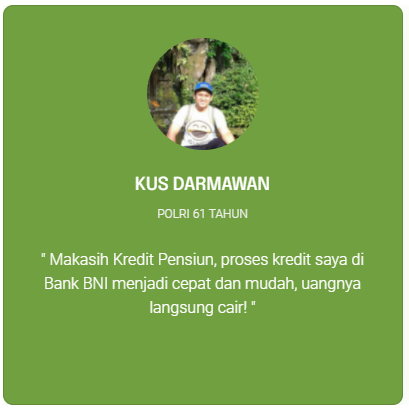 KUS DARMAWAN
POLRI 61 TAHUN
" Makasih Kredit Pensiun, proses kredit saya di
Bank BNI menjadi cepat dan mudah, uangnya
langsung cair! "